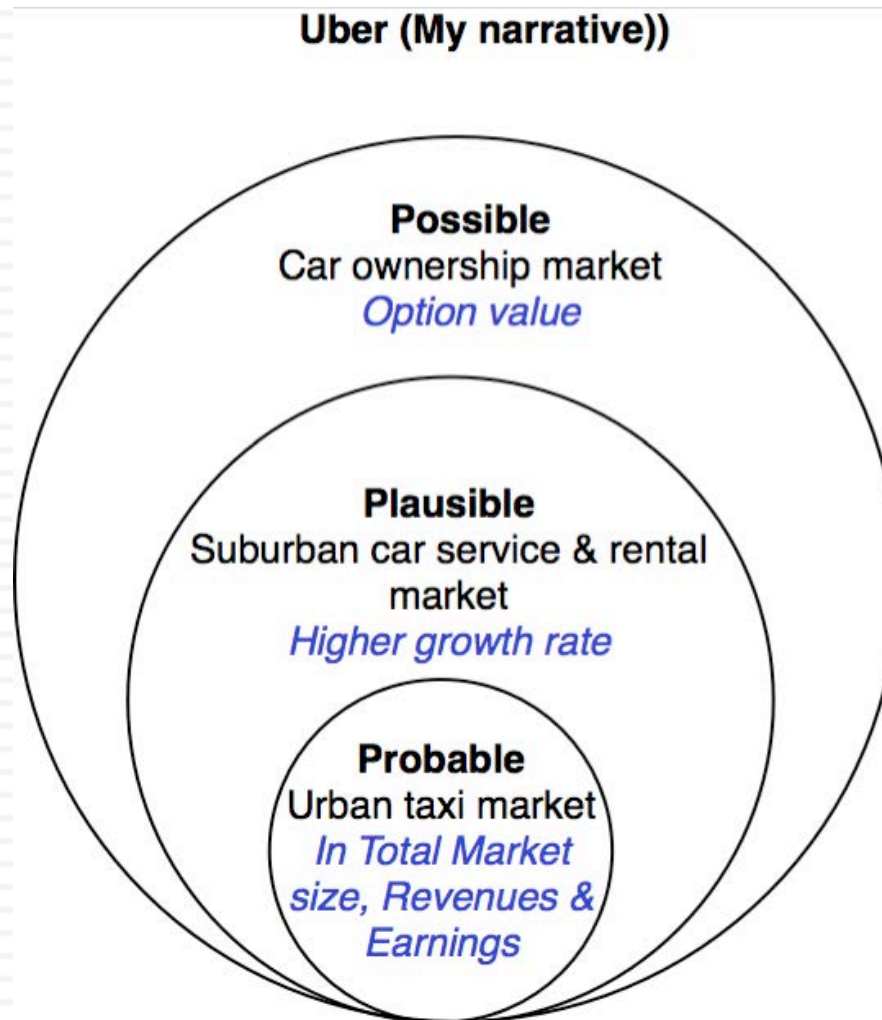 Uber (My narrative))
Possible
Car ownership market
Option value
Plausible
Suburban car service & rental
market
Higher growth rate
Probable
Urban taxi market
In Total Market
size, Revenues &
Earnings